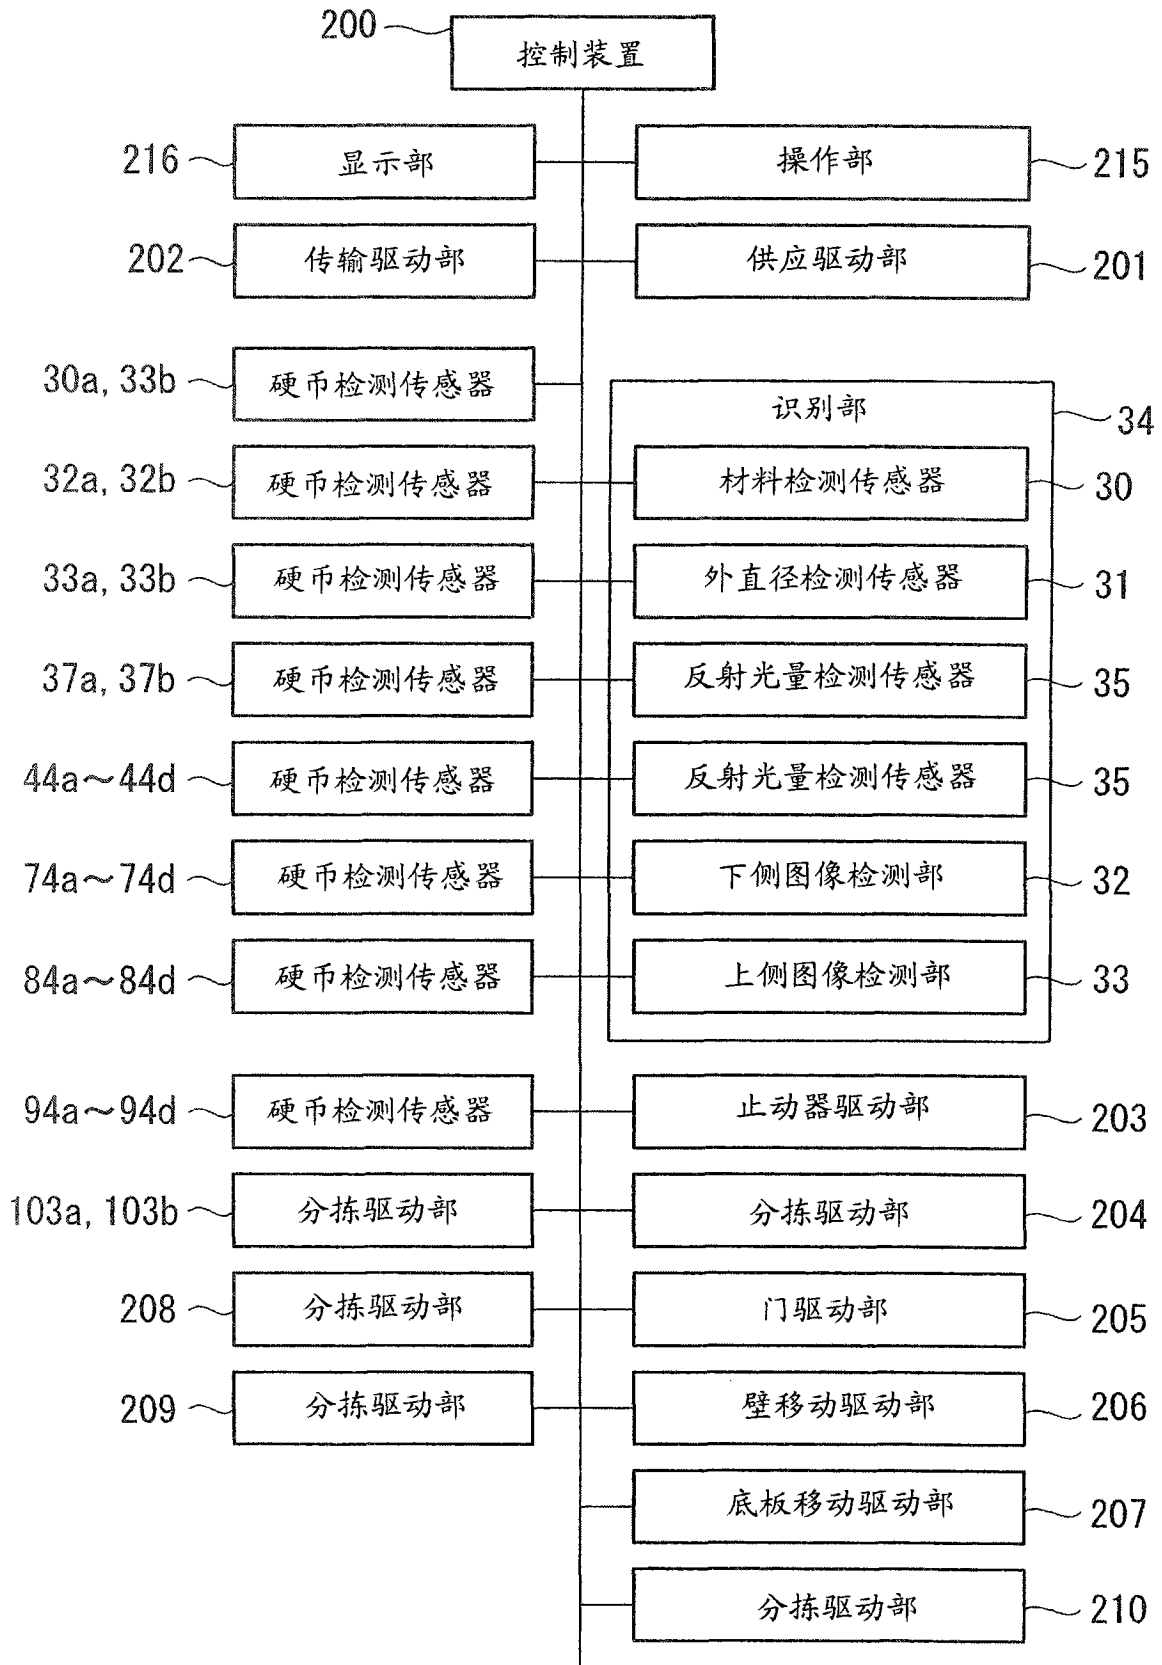 200 控制装置
216 显示部 操作部 215
202 传输驱动部 供应驱动部 201
30a, 33b 硬币检测传感器
识别部 34
32a, 32b 硬币检测传感器 材料检测传感器 30
33a, 33b 硬币检测传感器 外直径检测传感器 31
37a, 37b 硬币检测传感器 反射光量检测传感器 35
44a～44d 硬币检测传感器 反射光量检测传感器 35
74a～74d 硬币检测传感器 下侧图像检测部 32
84a～84d 硬币检测传感器 上侧图像检测部 33
94a～94d 硬币检测传感器 止动器驱动部 203
103a, 103b 分拣驱动部 分拣驱动部 204
208 分拣驱动部 门驱动部 205
209 分拣驱动部 壁移动驱动部 206
底板移动驱动部 207
分拣驱动部 210